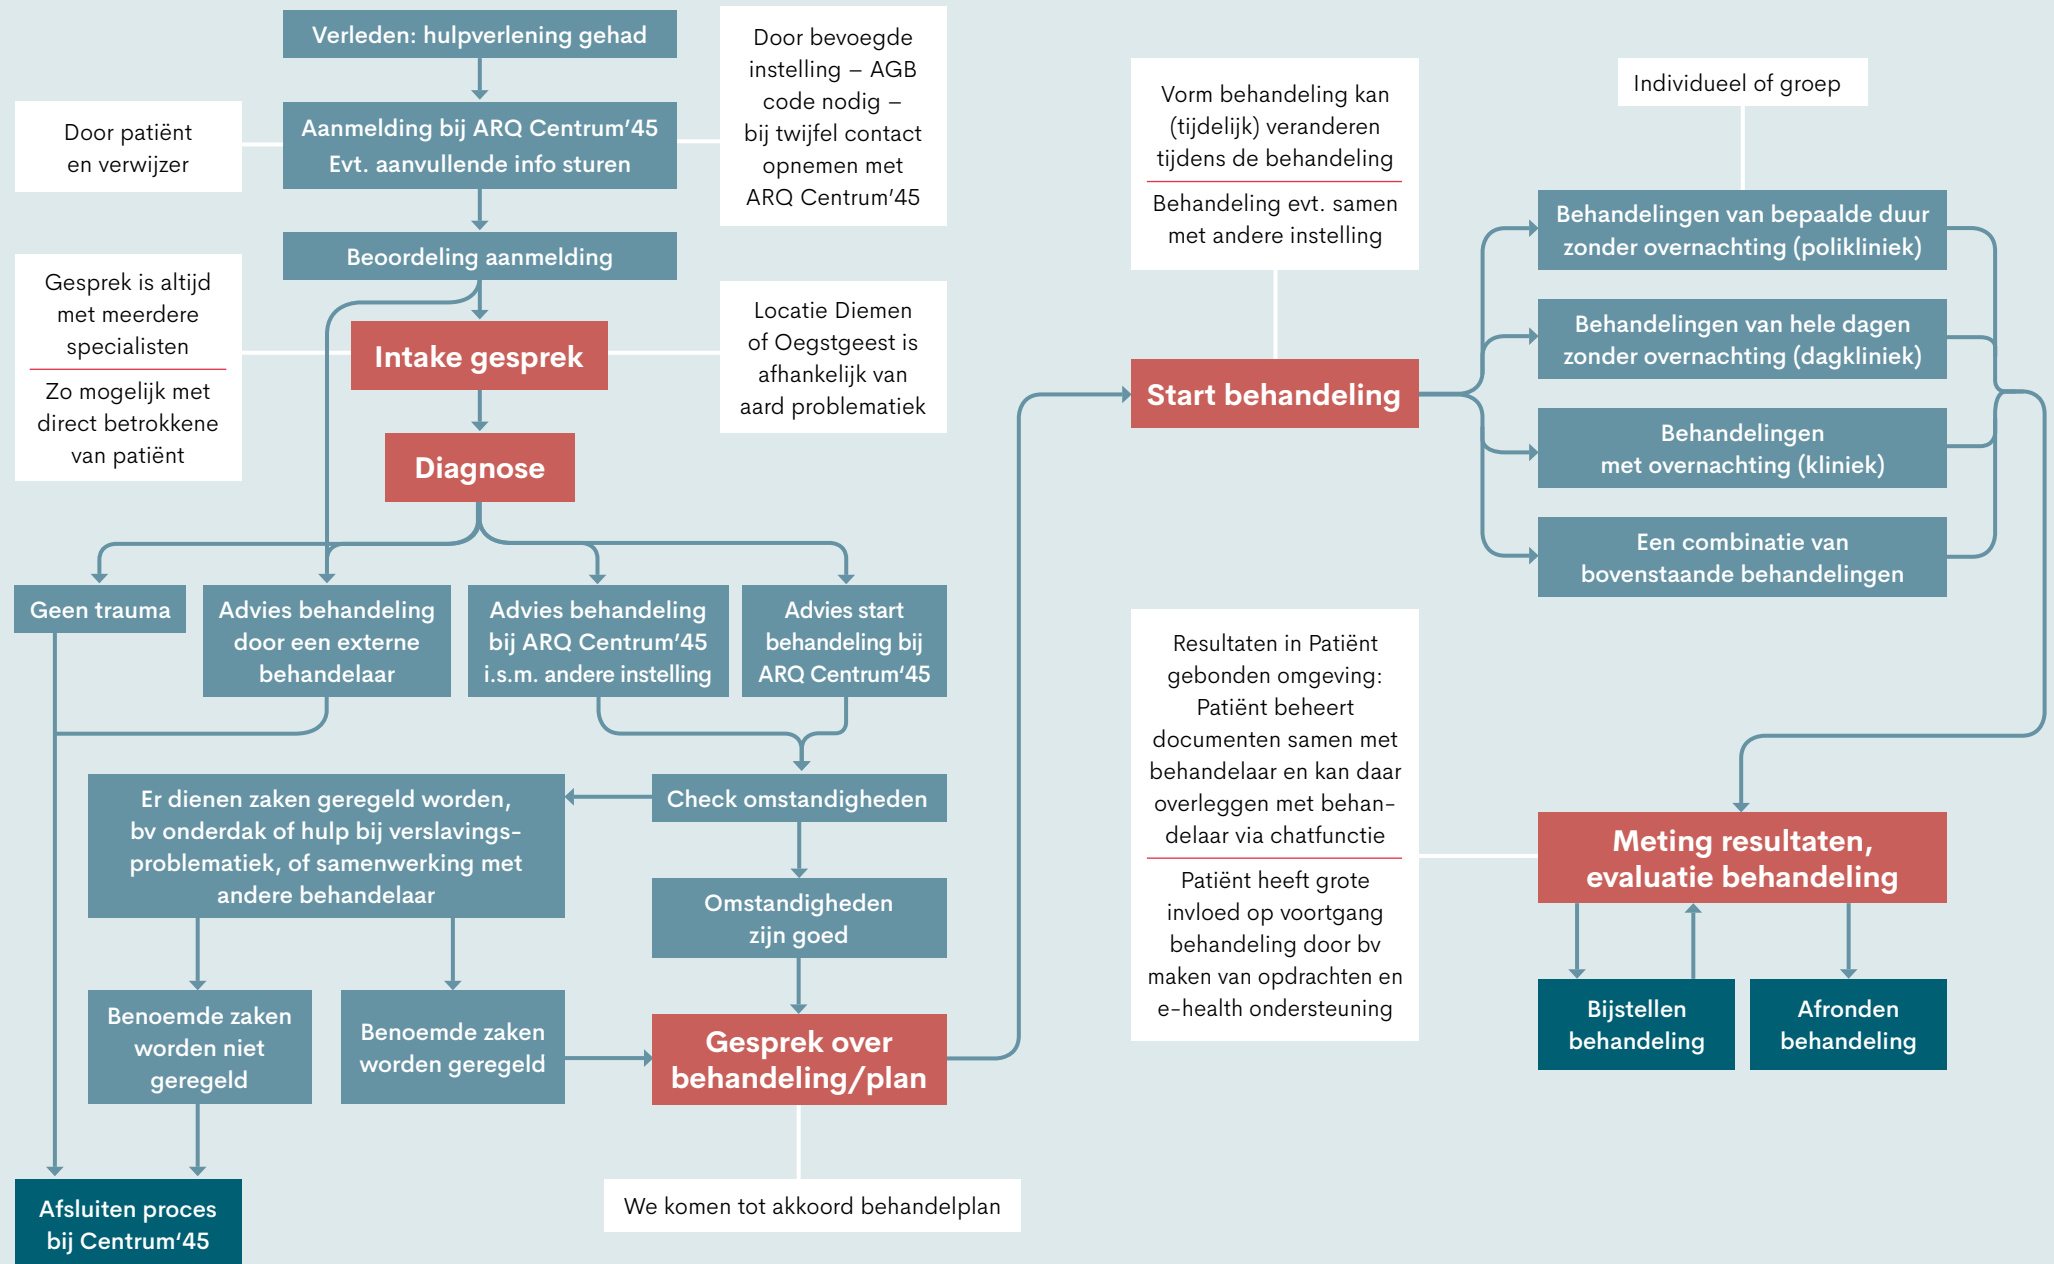 Verleden: hulpverlening gehad
Door patiënt
en verwijzer
Aanmelding bij ARQ Centrum’45
Evt. aanvullende info sturen
Door bevoegde
instelling – AGB
code nodig –
bij twijfel contact
opnemen met
ARQ Centrum’45
Beoordeling aanmelding
Gesprek is altijd
met meerdere
specialisten
Zo mogelijk met
direct betrokkene
van patiënt
Intake gesprek
Locatie Diemen
of Oegstgeest is
afhankelijk van
aard problematiek
Diagnose
Geen trauma
Advies behandeling
door een externe
behandelaar
Advies behandeling
bij ARQ Centrum’45
i.s.m. andere instelling
Advies start
behandeling bij
ARQ Centrum‘45
Er dienen zaken geregeld worden,
bv onderdak of hulp bij verslavings-
problematiek, of samenwerking met
andere behandelaar
Check omstandigheden
Omstandigheden
zijn goed
Benoemde zaken
worden niet
geregeld
Benoemde zaken
worden geregeld
Gesprek over
behandeling/plan
Afsluiten proces
bij Centrum‘45
We komen tot akkoord behandelplan
Vorm behandeling kan
(tijdelijk) veranderen
tijdens de behandeling
Behandeling evt. samen
met andere instelling
Start behandeling
Individueel of groep
Behandelingen van bepaalde duur
zonder overnachting (polikliniek)
Behandelingen van hele dagen
zonder overnachting (dagkliniek)
Behandelingen
met overnachting (kliniek)
Een combinatie van
bovenstaande behandelingen
Resultaten in Patiënt
gebonden omgeving:
Patiënt beheert
documenten samen met
behandelaar en kan daar
overleggen met behan-
delaar via chatfunctie
Patiënt heeft grote
invloed op voortgang
behandeling door bv
maken van opdrachten en
e-health ondersteuning
Meting resultaten,
evaluatie behandeling
Bijstellen
behandeling
Afronden
behandeling